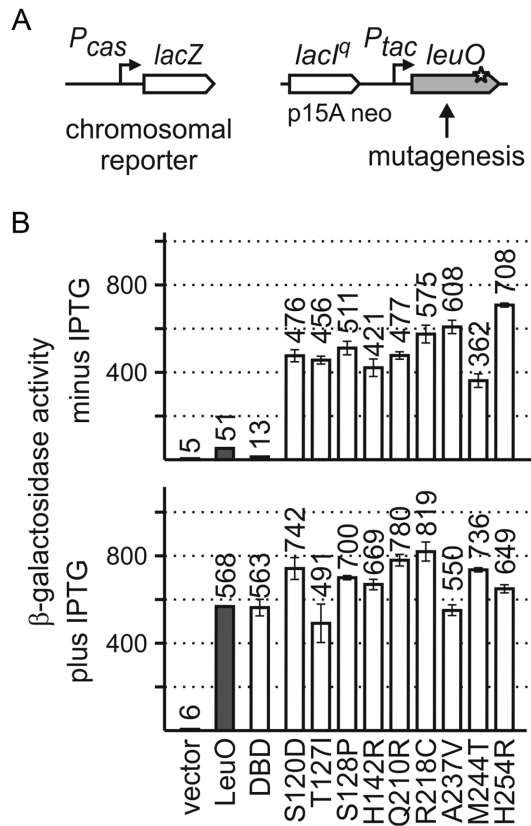 A
Pcas lacZ
lacIq Ptac leuO
p15A neo
chromosomal
reporter
mutagenesis
B
β-galactosidase activity
minus IPTG
800
400
5 51 13 476 456 511 421 477 575 608 362 708
plus IPTG
800
400
6 568 563 742 491 700 669 780 819 550 736 649
vector LeuO DBD S120D T127I S128P H142R Q210R R218C A237V M244T H254R